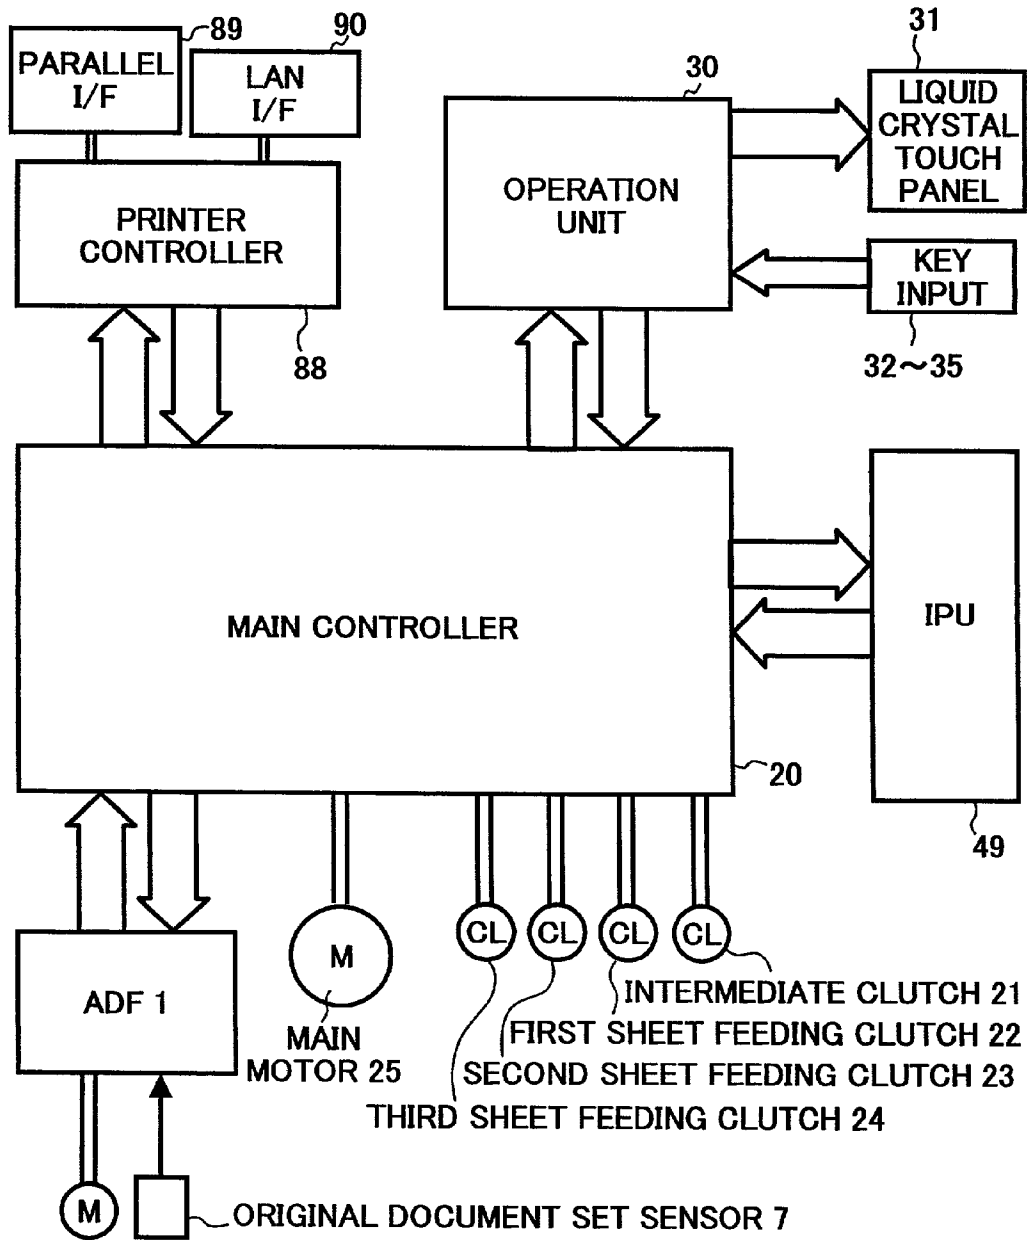 89
90
31
PARALLEL
I/F
LAN
I/F
30
LIQUID
CRYSTAL
TOUCH
PANEL
OPERATION
UNIT
PRINTER
CONTROLLER
KEY
INPUT
88
32～35
MAIN CONTROLLER
IPU
20
49
M
CL
CL
CL
CL
ADF 1
INTERMEDIATE CLUTCH 21
FIRST SHEET FEEDING CLUTCH 22
MAIN
MOTOR 25
SECOND SHEET FEEDING CLUTCH 23
THIRD SHEET FEEDING CLUTCH 24
M
ORIGINAL DOCUMENT SET SENSOR 7